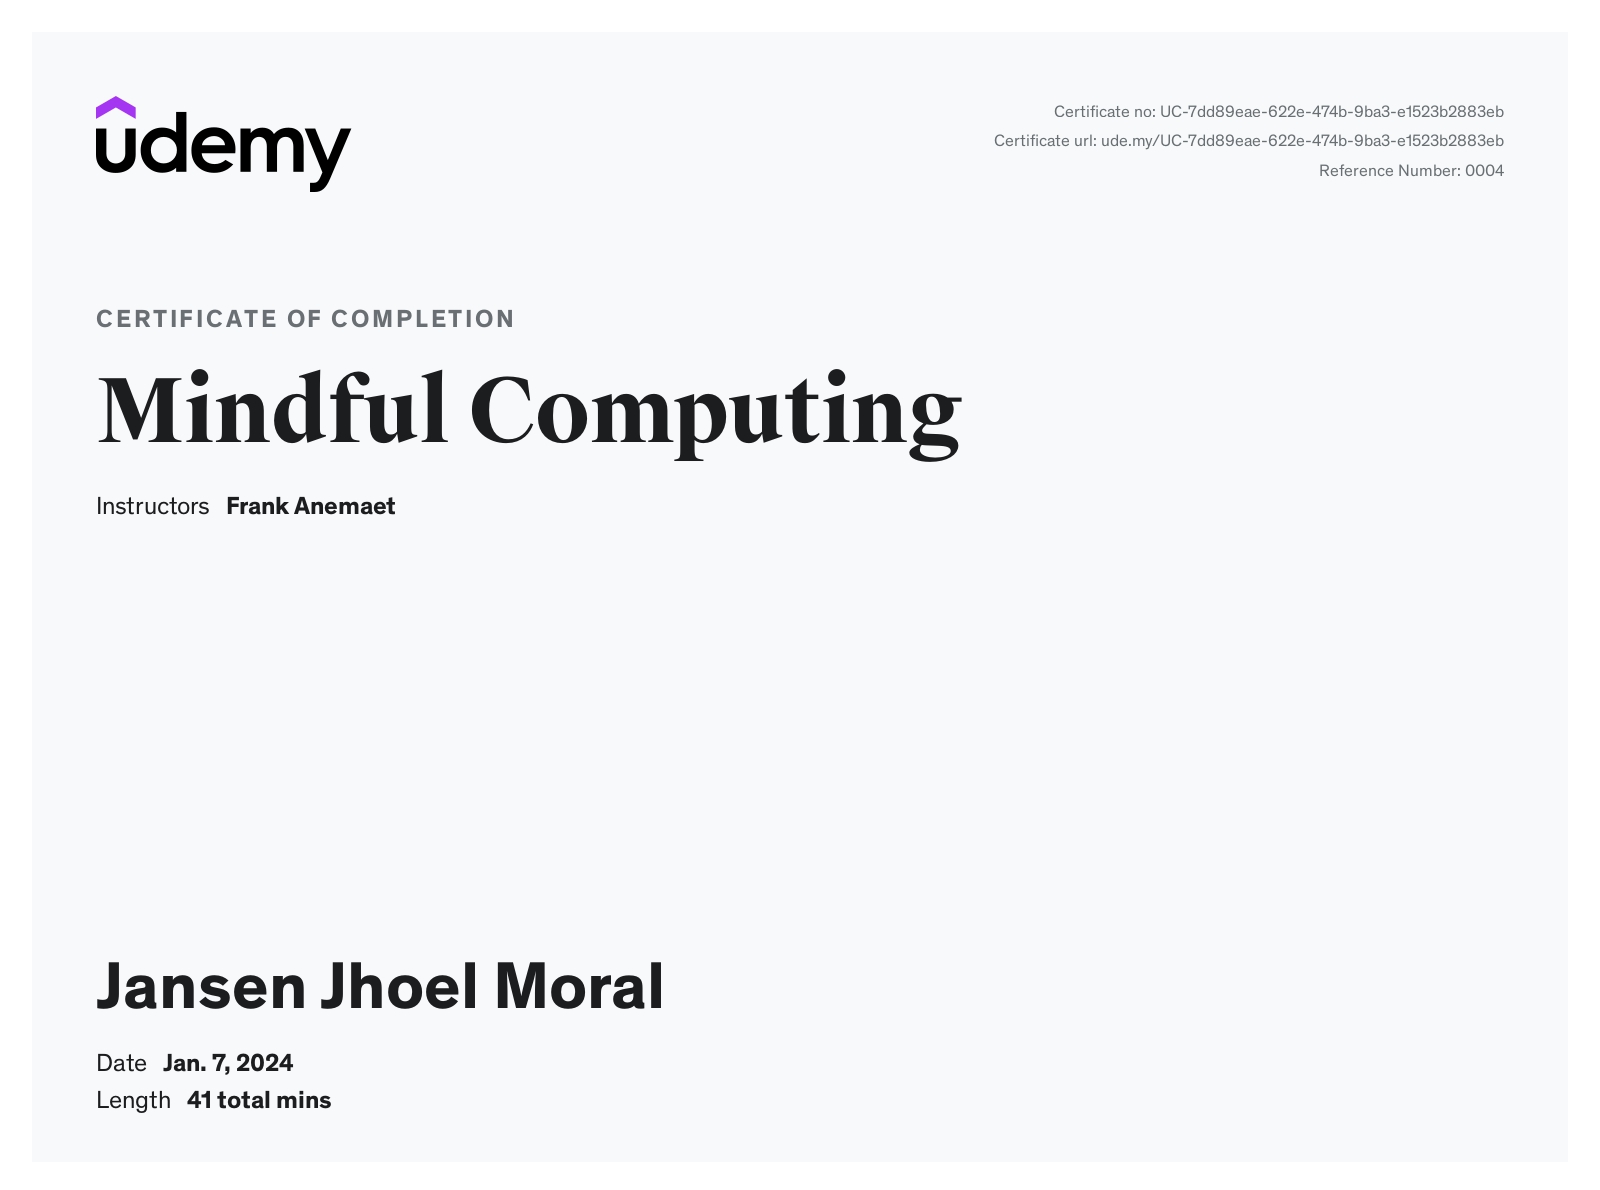 udemy
Certificate no: UC-7dd89eae-622e-474b-9ba3-e1523b2883eb
Certificate url: ude.my/UC-7dd89eae-622e-474b-9ba3-e1523b2883eb
Reference Number: 0004
CERTIFICATE OF COMPLETION
Mindful Computing
Instructors Frank Anemaet
Jansen Jhoel Moral
Date Jan. 7, 2024
Length 41 total mins